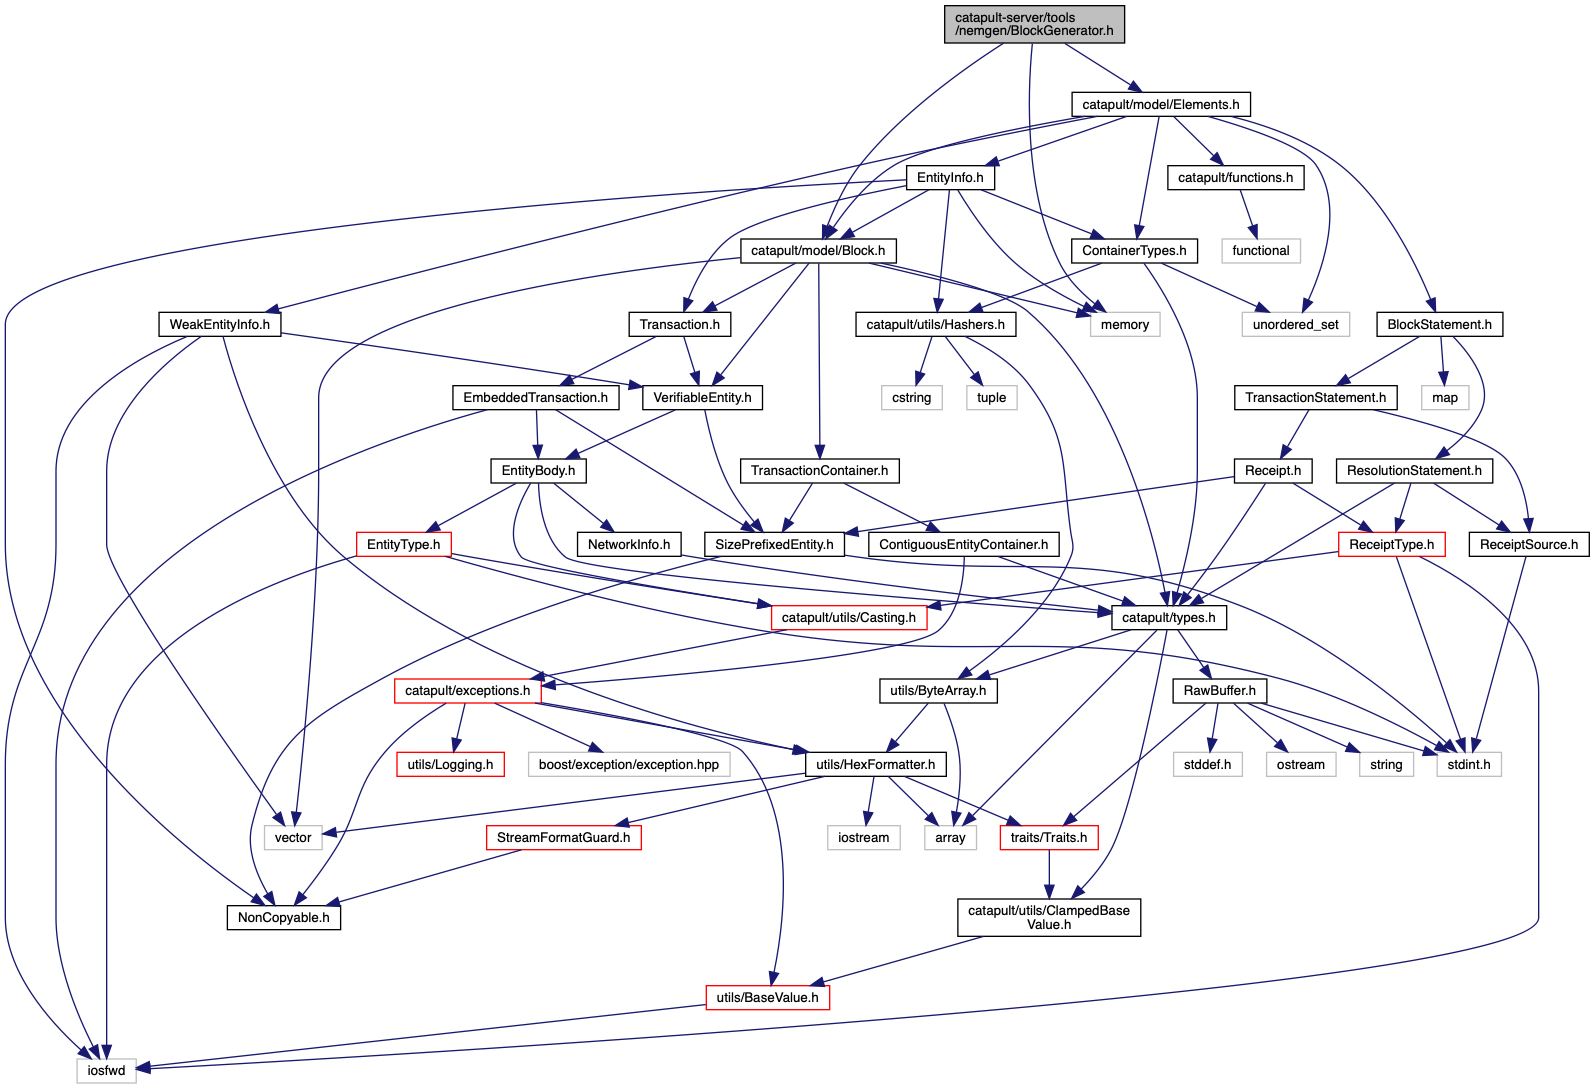 catapult-server/tools
/nemgen/BlockGenerator.h
catapult/model/Elements.h
EntityInfo.h
catapult/functions.h
catapult/model/Block.h
ContainerTypes.h
functional
WeakEntityInfo.h
Transaction.h
catapult/utils/Hashers.h
memory
unordered_set
BlockStatement.h
EmbeddedTransaction.h
VerifiableEntity.h
cstring
tuple
TransactionStatement.h
map
EntityBody.h
TransactionContainer.h
Receipt.h
ResolutionStatement.h
EntityType.h
NetworkInfo.h
SizePrefixedEntity.h
ContiguousEntityContainer.h
ReceiptType.h
ReceiptSource.h
catapult/utils/Casting.h
catapult/types.h
catapult/exceptions.h
utils/ByteArray.h
RawBuffer.h
utils/Logging.h
boost/exception/exception.hpp
utils/HexFormatter.h
stddef.h
ostream
string
stdint.h
vector
StreamFormatGuard.h
iostream
array
traits/Traits.h
NonCopyable.h
catapult/utils/ClampedBase
Value.h
utils/BaseValue.h
iosfwd